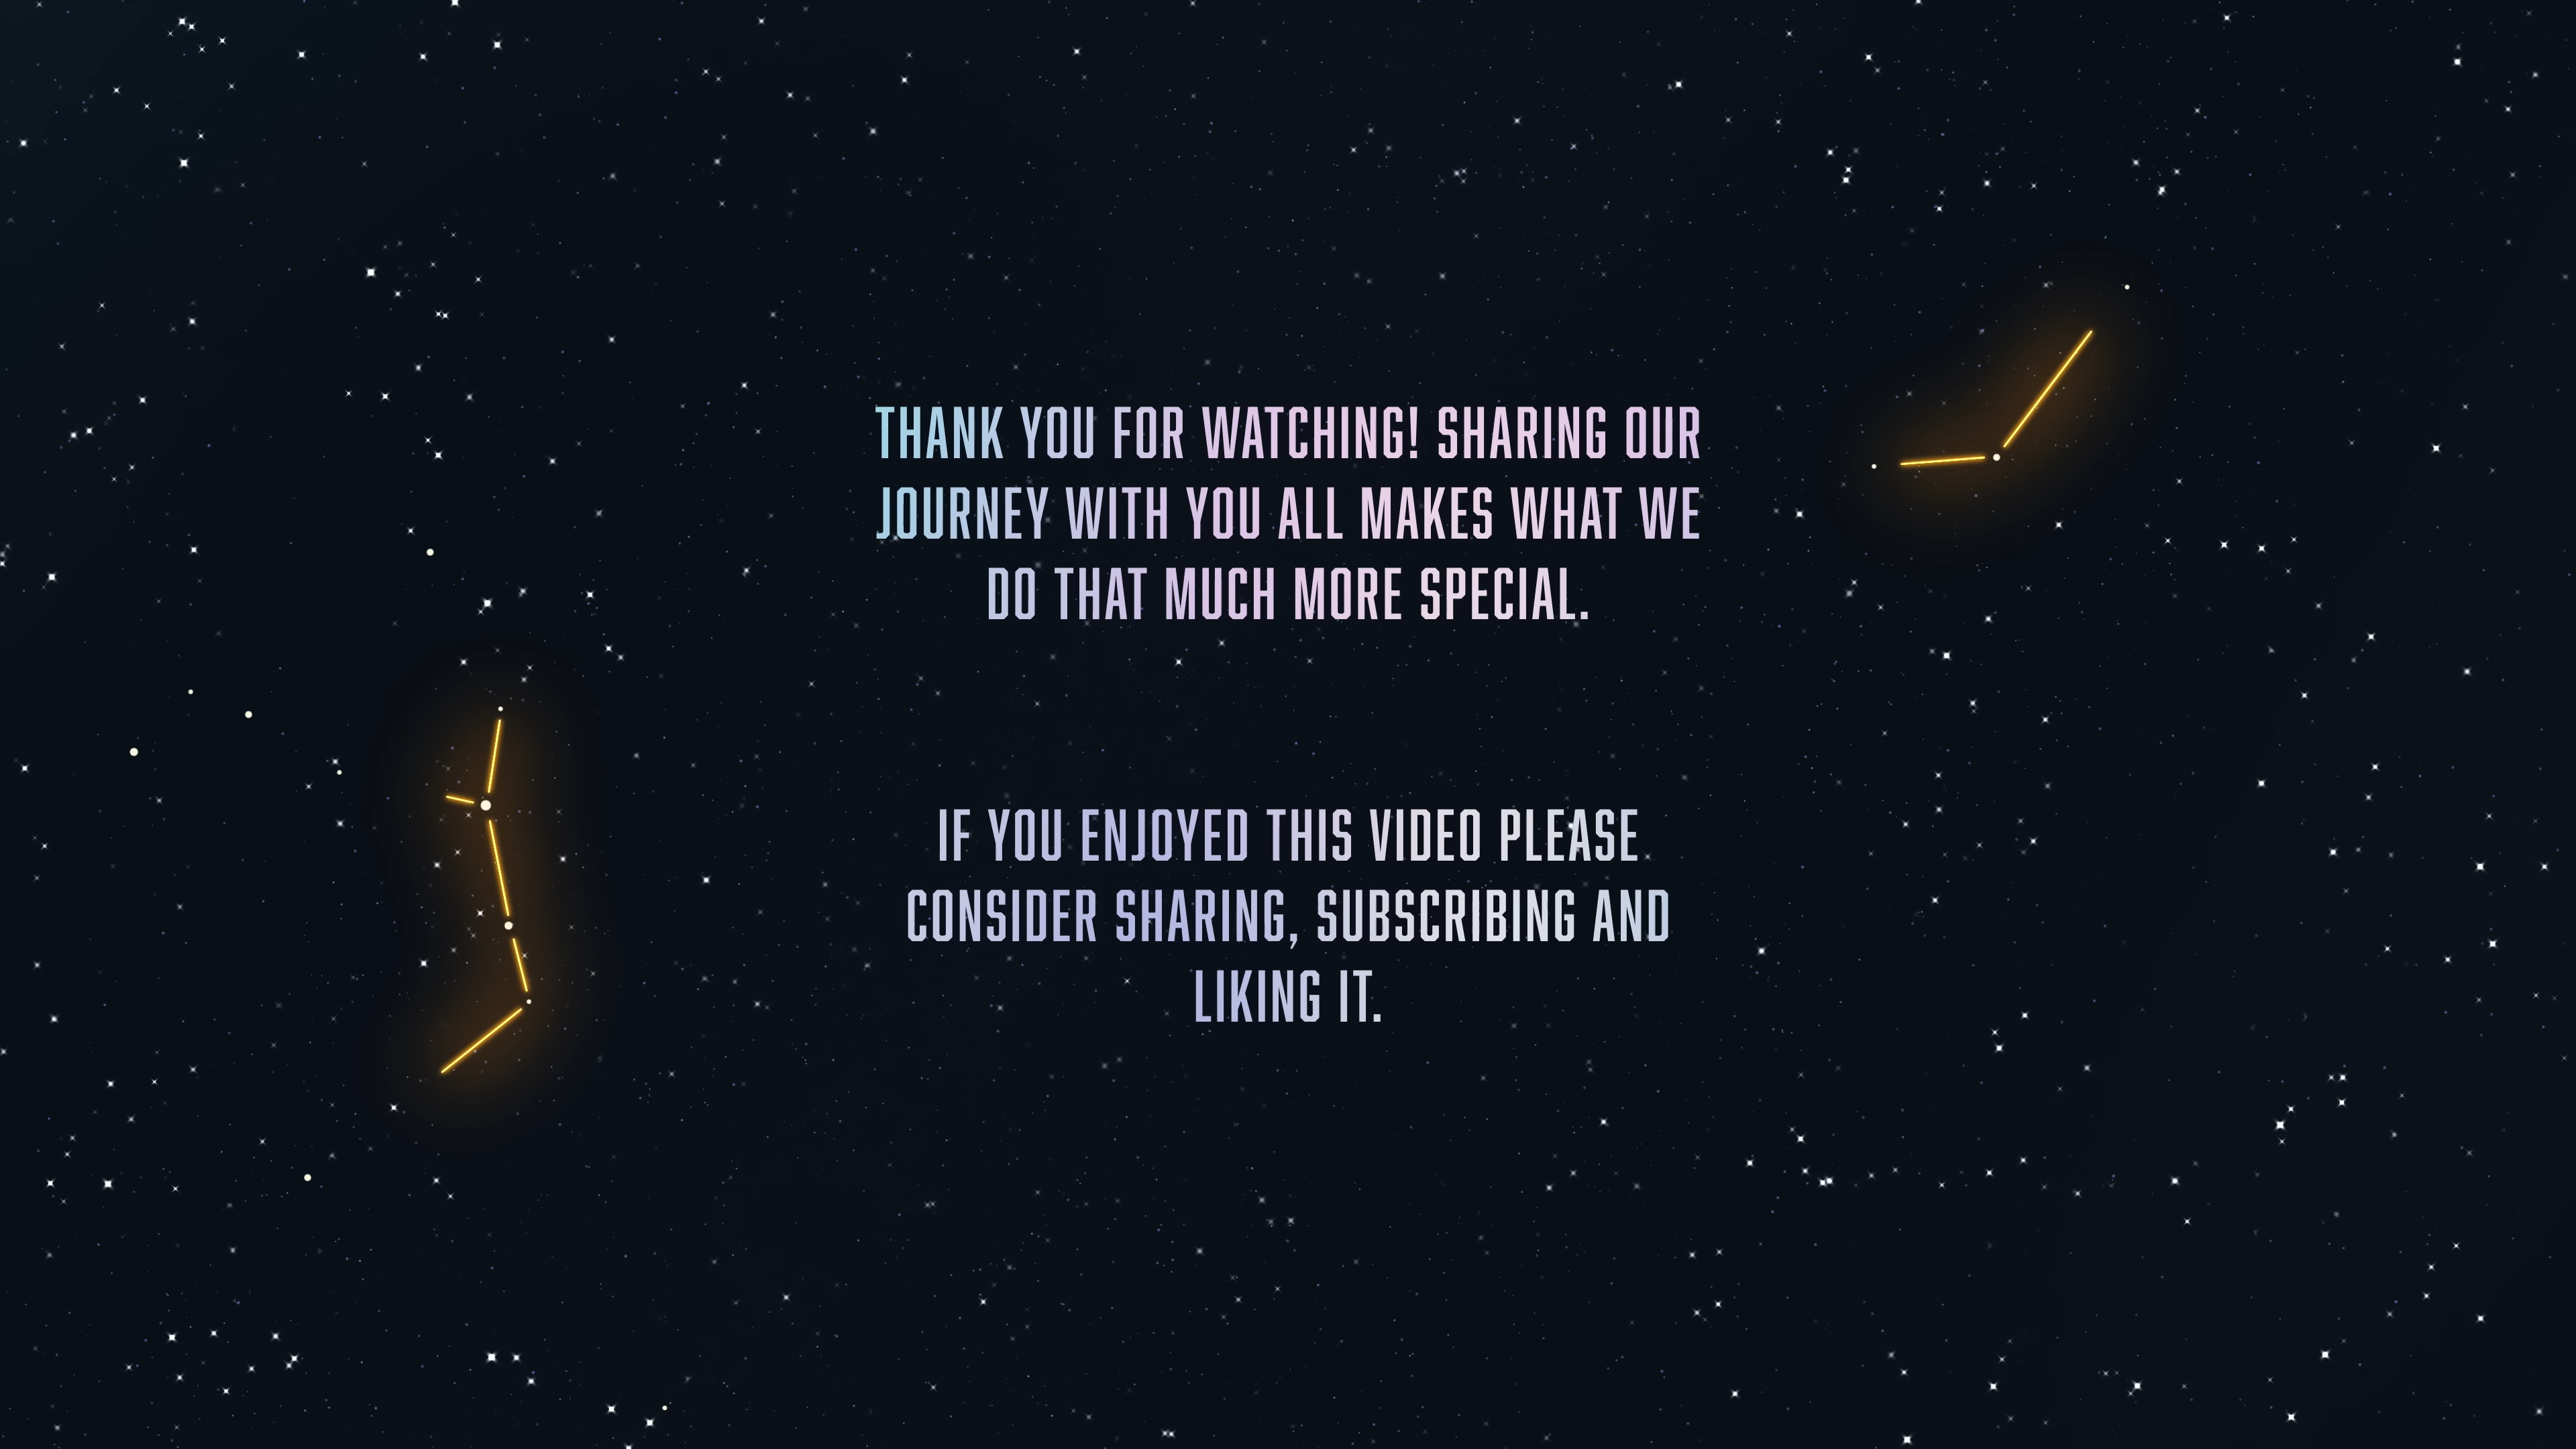 THANK YOU FOR WATCHING! SHARING OUR
JOURNEY WITH YOU ALL MAKES WHAT WE
DO THAT MUCH MORE SPECIAL.
IF YOU ENJOYED THIS VIDEO PLEASE
CONSIDER SHARING, SUBSCRIBING AND
LIKING IT.